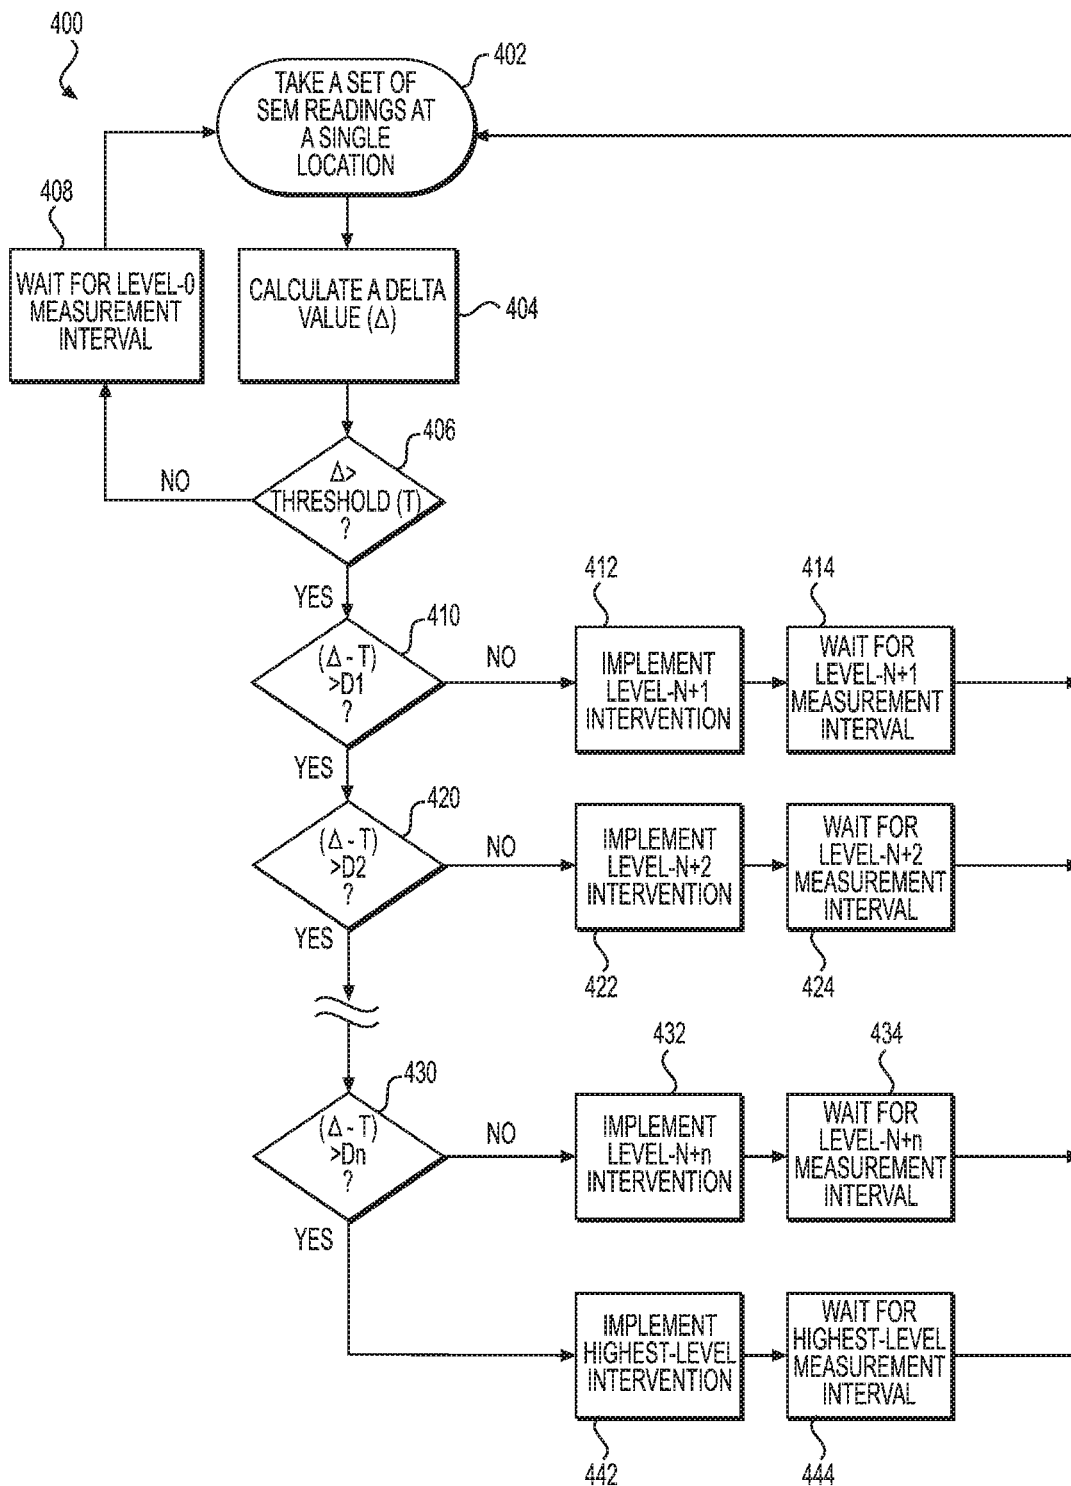 400
402
TAKE A SET OF
SEM READINGS AT
A SINGLE
LOCATION
408
WAIT FOR LEVEL-0
MEASUREMENT
INTERVAL
CALCULATE A DELTA
VALUE (Δ)
404
406
Δ>
THRESHOLD (T)
?
NO
YES
410
(Δ - T)
>D1
?
NO
412
IMPLEMENT
LEVEL-N+1
INTERVENTION
414
WAIT FOR
LEVEL-N+1
MEASUREMENT
INTERVAL
YES
420
(Δ - T)
>D2
?
NO
IMPLEMENT
LEVEL-N+2
INTERVENTION
422
WAIT FOR
LEVEL-N+2
MEASUREMENT
INTERVAL
424
YES
430
(Δ - T)
>Dn
?
NO
432
IMPLEMENT
LEVEL-N+n
INTERVENTION
434
WAIT FOR
LEVEL-N+n
MEASUREMENT
INTERVAL
YES
IMPLEMENT
HIGHEST-LEVEL
INTERVENTION
442
WAIT FOR
HIGHEST-LEVEL
MEASUREMENT
INTERVAL
444